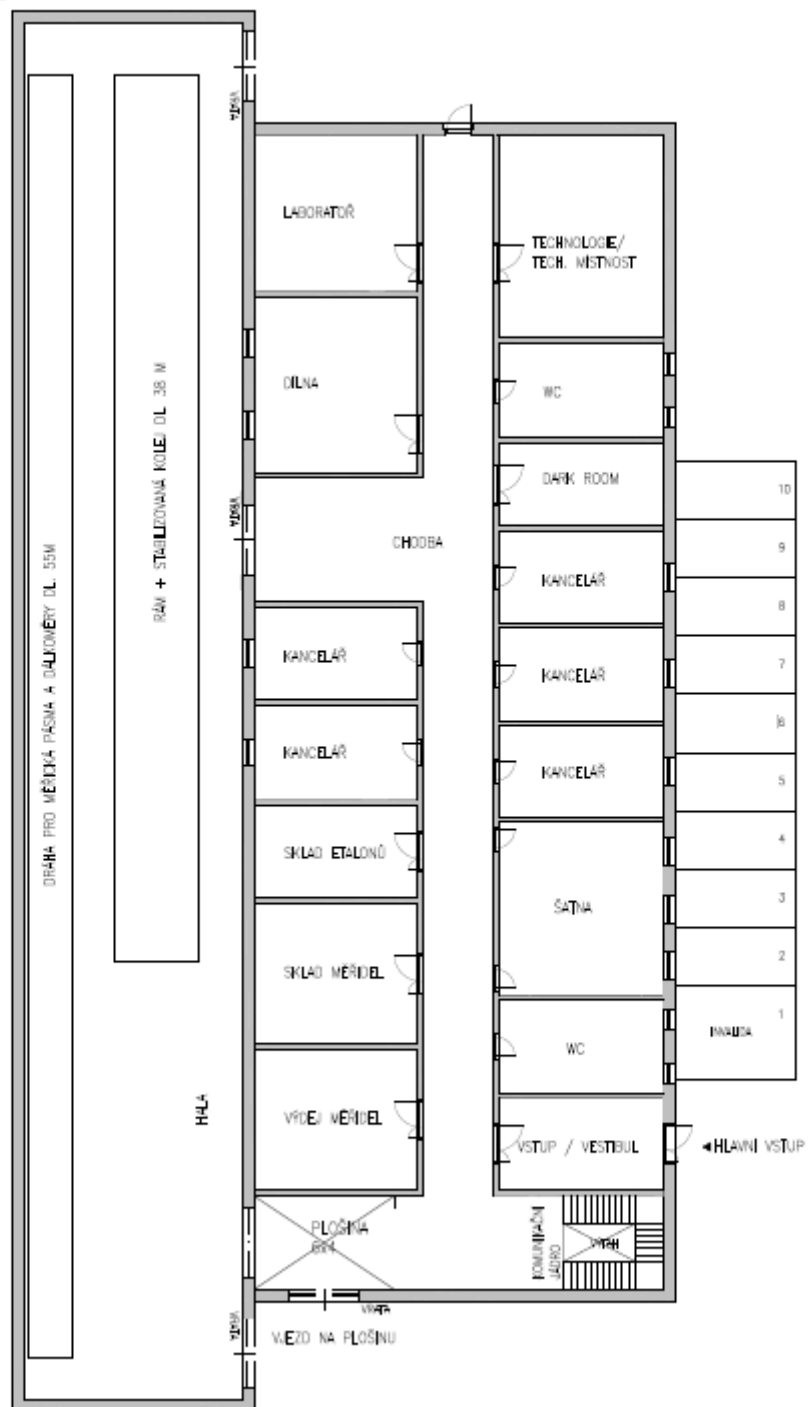 VRATA
LABORATOŘ
TECHNOLOGIE/
TECH. MÍSTNOST
DÍLNA
WC
DARK ROOM
10
RÁM + STABILIZOVANÁ KOLEJ DL. 38 M
VRATA
CHODBA
9
KANCELÁŘ
8
DRÁHA PRO MĚŘICKÁ PÁSMA A DÁLKOMĚRY DL. 55M
KANCELÁŘ
KANCELÁŘ
7
6
KANCELÁŘ
KANCELÁŘ
5
SKLAD ETALONŮ
4
ŠATNA
3
SKLAD MĚŘIDEL
2
1
INVALIDA
WC
HALA
VÝDEJ MĚŘIDEL
VSTUP / VESTIBUL
◄HLAVNÍ VSTUP
PLOŠINA
6x4
KOMUNIKAČNÍ
JÁDRO
VÝTAH
VRATA
VRATA
VJEZD NA PLOŠINU